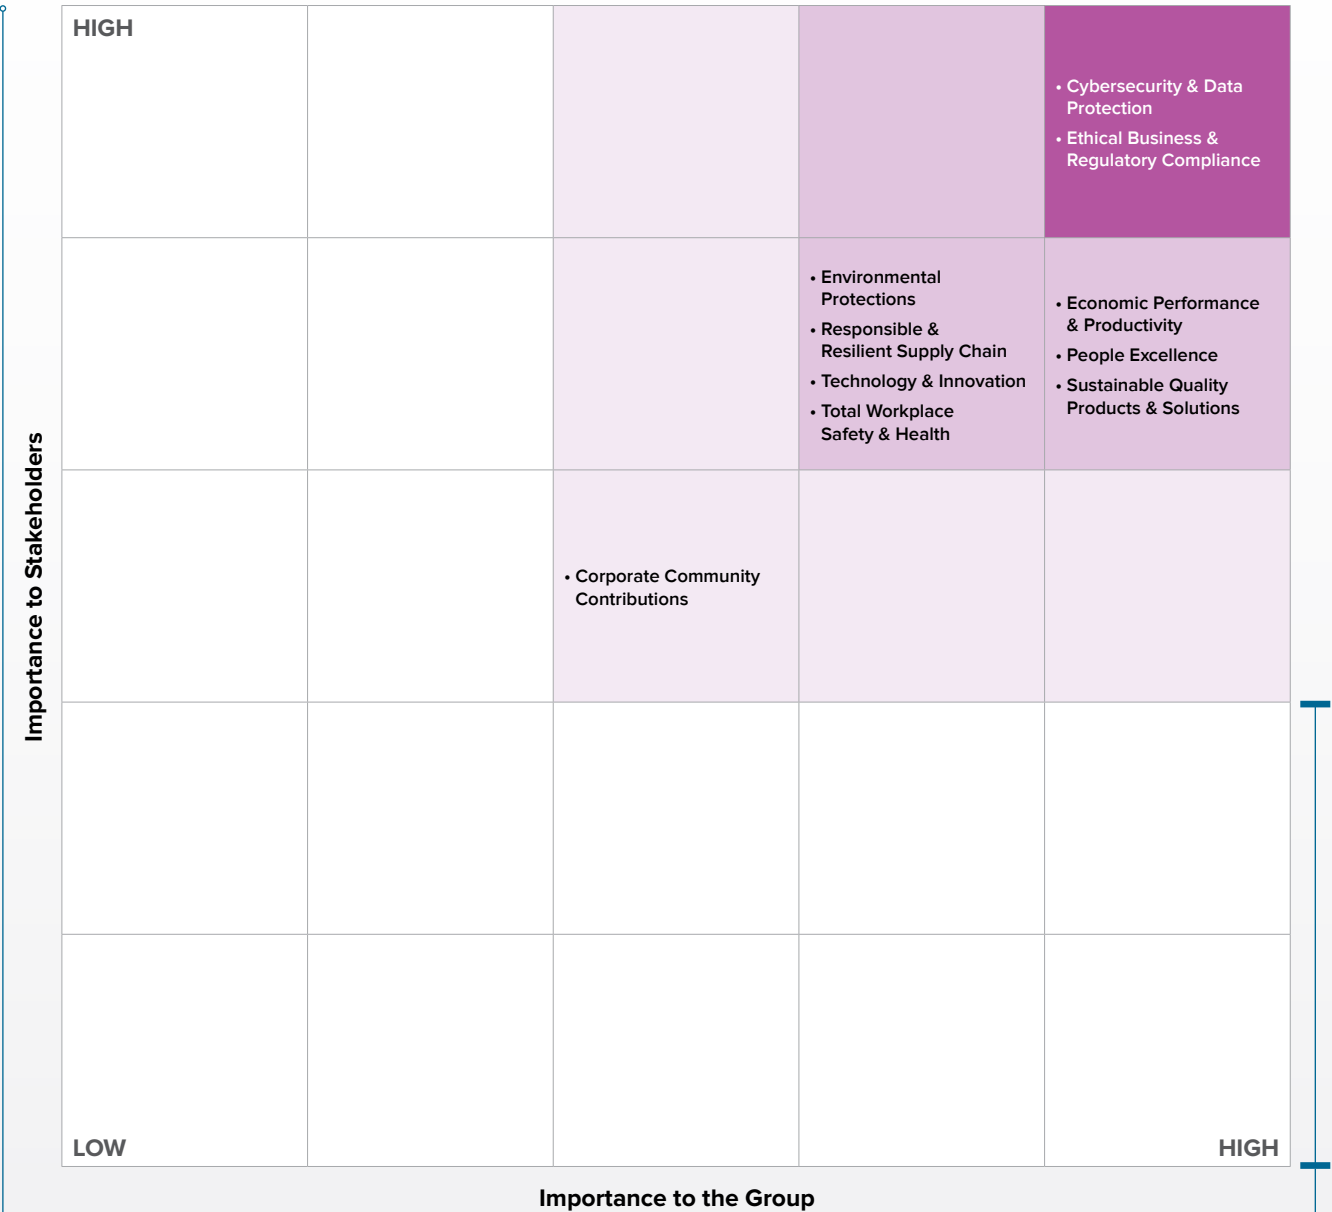 HIGH
• Cybersecurity & Data
Protection
• Ethical Business &
Regulatory Compliance
• Environmental
Protections
• Responsible &
Resilient Supply Chain
• Technology & Innovation
• Total Workplace
Safety & Health
• Economic Performance
& Productivity
• People Excellence
• Sustainable Quality
Products & Solutions
• Corporate Community
Contributions
Importance to Stakeholders
LOW
HIGH
Importance to the Group